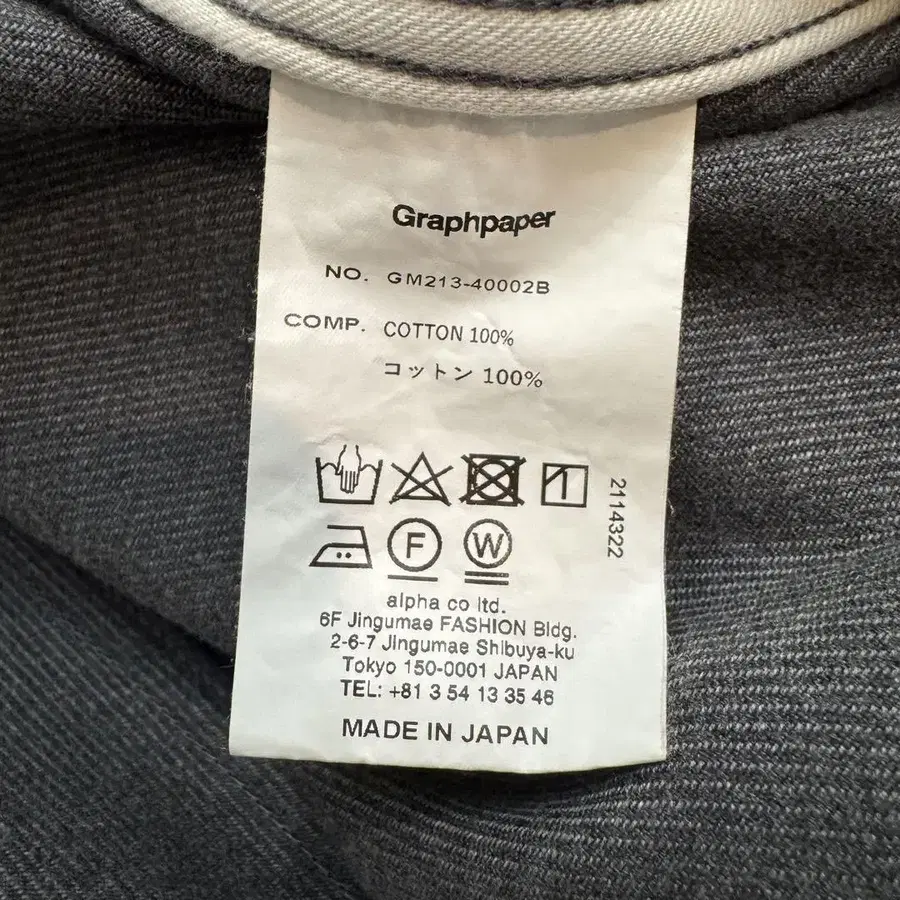 Graphpaper
NO. GM213-40002B
COMP. COTTON 100%
コットン 100%
2114322
F W
alpha co ltd.
6F Jingumae FASHION Bldg.
2-6-7 Jingumae Shibuya-ku
Tokyo 150-0001 JAPAN
TEL: +81 3 54 13 35 46
MADE IN JAPAN